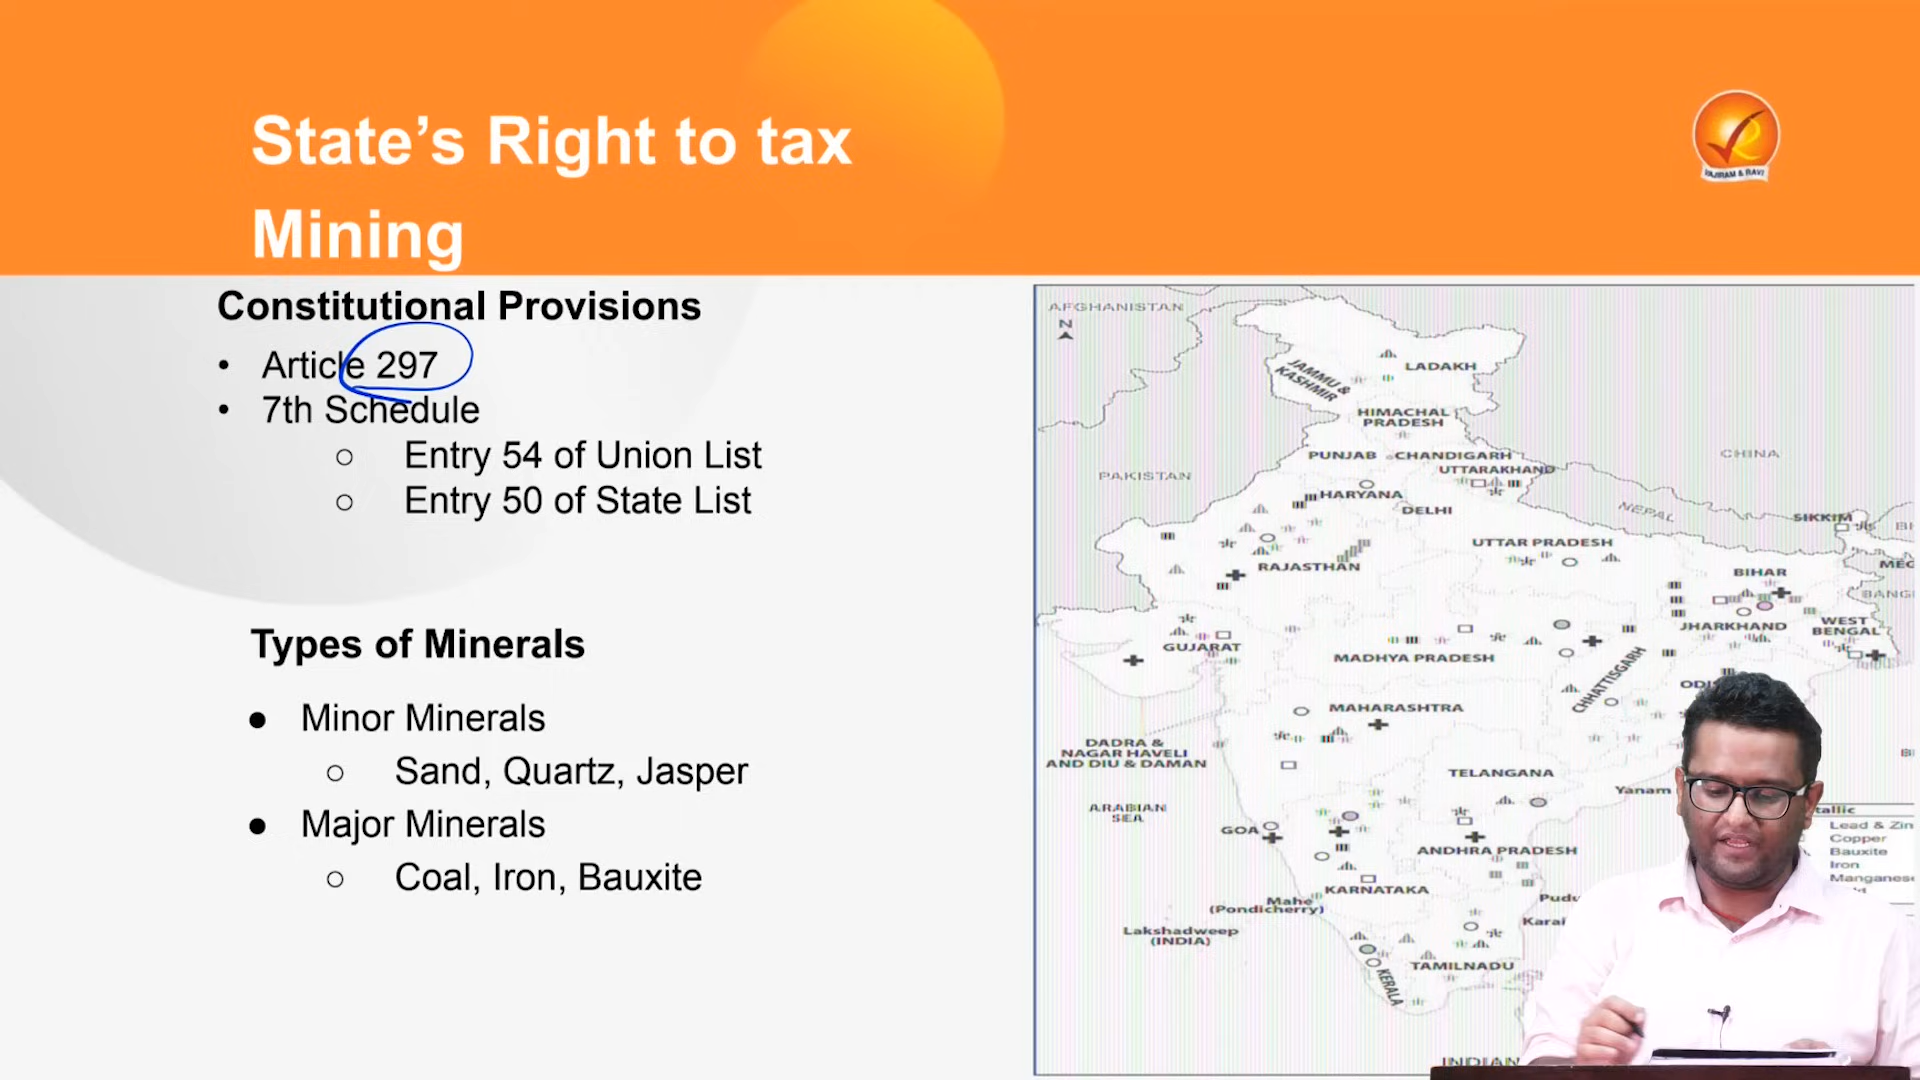 State’s Right to tax
Mining
VAJIRAM & RAVI
Constitutional Provisions
• Article 297
• 7th Schedule
○ Entry 54 of Union List
○ Entry 50 of State List
Types of Minerals
● Minor Minerals
○ Sand, Quartz, Jasper
● Major Minerals
○ Coal, Iron, Bauxite
AFGHANISTAN
N
LADAKH
JAMMU &
KASHMIR
HIMACHAL
PRADESH
PUNJAB
CHANDIGARH
UTTARAKHAND
CHINA
PAKISTAN
HARYANA
DELHI
NEPAL
SIKKIM
UTTAR PRADESH
RAJASTHAN
BIHAR
JHARKHAND
WEST
BENGAL
GUJARAT
MADHYA PRADESH
CHHATTISGARH
MAHARASHTRA
DADRA &
NAGAR HAVELI
AND DIU & DAMAN
TELANGANA
Yanam
ARABIAN
SEA
GOA
ANDHRA PRADESH
KARNATAKA
Mahe
(Pondicherry)
Lakshadweep
(INDIA)
TAMILNADU
KERALA
INDIAN
Copper
Bauxite
Iron
Manganese